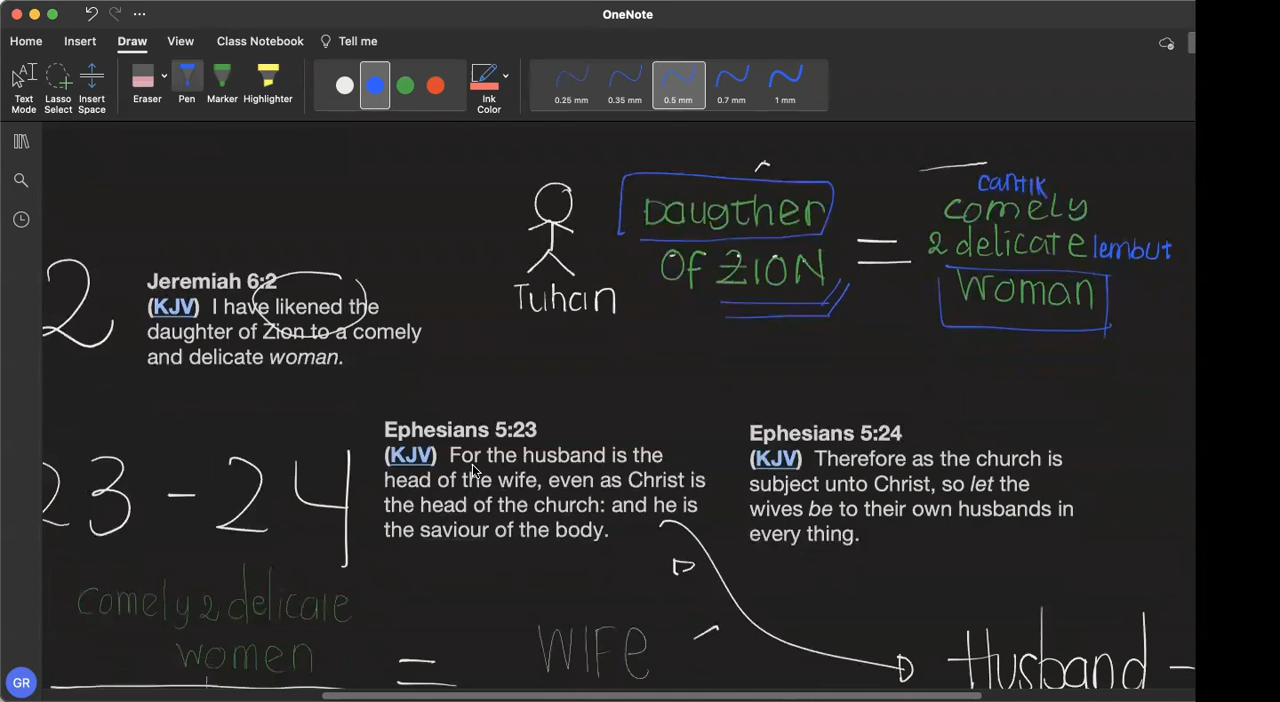 OneNote
Home Insert Draw View Class Notebook Tell me
Text Mode
Lasso Select
Insert Space
Eraser
Pen
Marker
Highlighter
Ink Color
0.25 mm
0.35 mm
0.5 mm
0.7 mm
1 mm
Daugther
OF ZION
=
cantik
comely
2 delicate lembut
woman
Tuhan
2
Jeremiah 6:2
(KJV) I have likened the
daughter of Zion to a comely
and delicate woman.
23 - 24
Ephesians 5:23
(KJV) For the husband is the
head of the wife, even as Christ is
the head of the church: and he is
the saviour of the body.
Ephesians 5:24
(KJV) Therefore as the church is
subject unto Christ, so let the
wives be to their own husbands in
every thing.
comely 2 delicate
women
=
WIFe
Husband -
GR